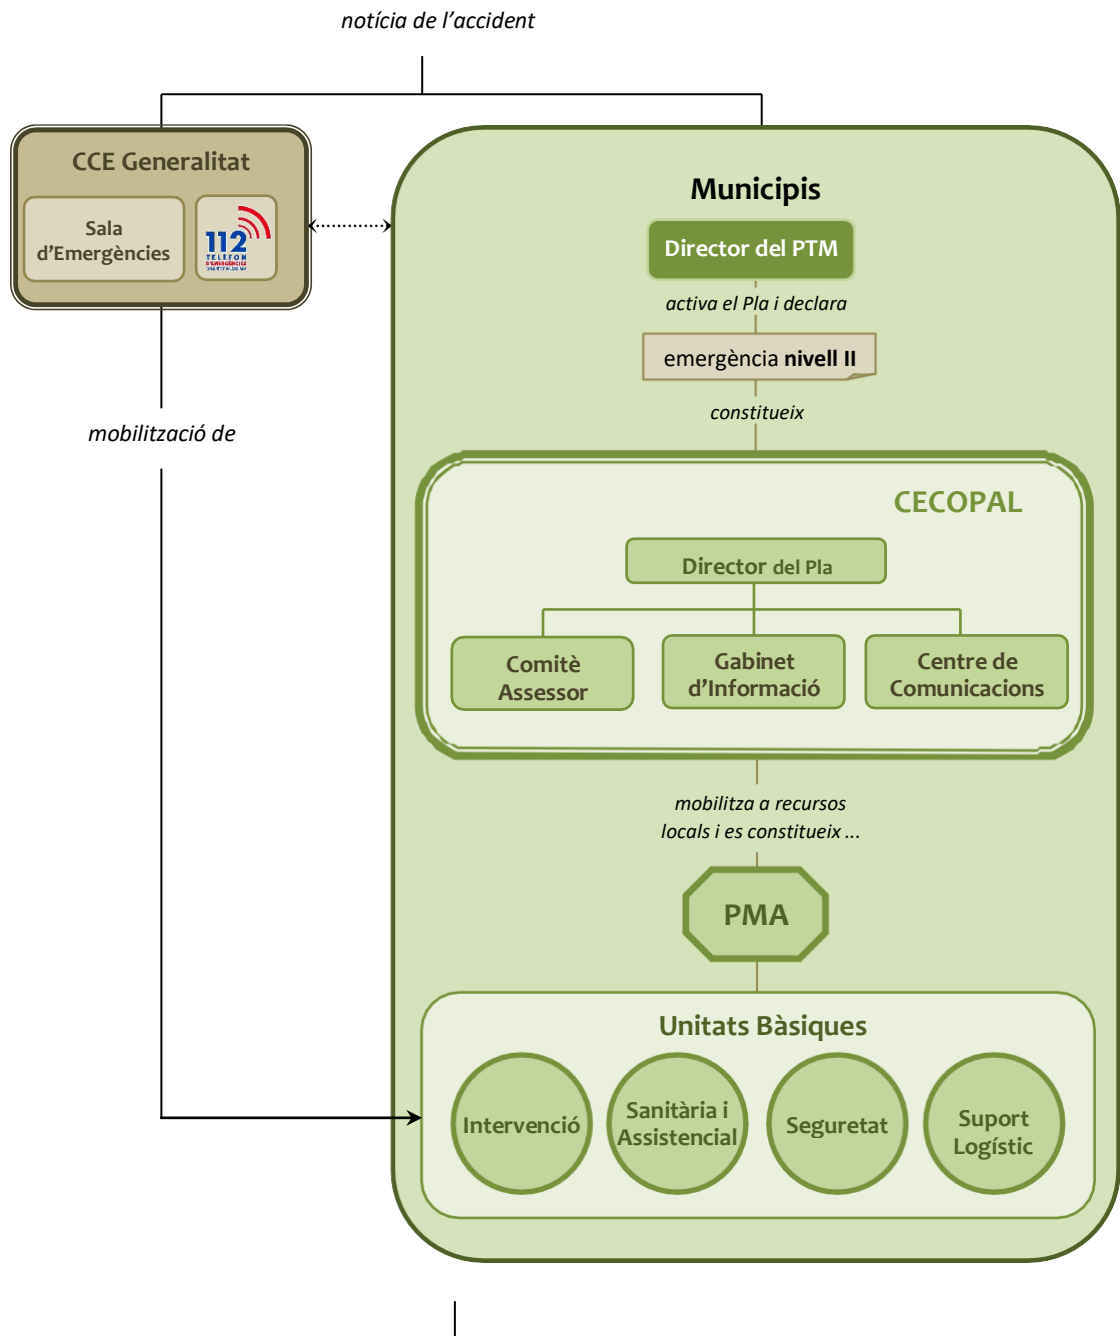 notícia de l’accident
CCE Generalitat
Sala
d’Emergències
112
TELÈFON
D'EMERGÈNCIES
Municipis
Director del PTM
activa el Pla i declara
emergència nivell II
constitueix
mobilització de
CECOPAL
Director del Pla
Comitè
Assessor
Gabinet
d’Informació
Centre de
Comunicacions
mobilitza a recursos
locals i es constitueix ...
PMA
Unitats Bàsiques
Intervenció
Sanitària i
Assistencial
Seguretat
Suport
Logístic